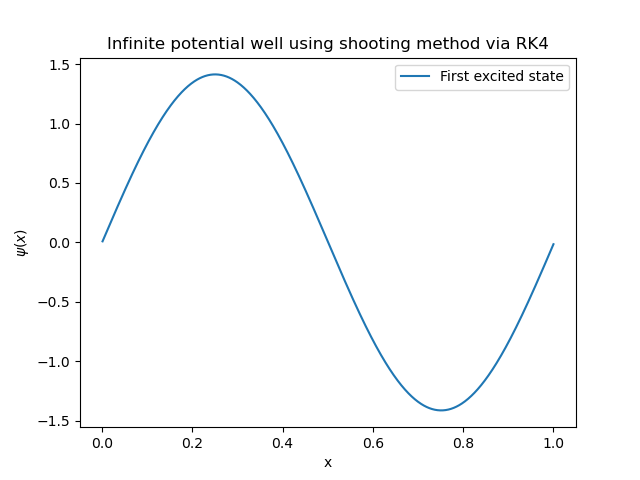 Infinite potential well using shooting method via RK4
First excited state
1.5
1.0
0.5
0.0
−0.5
−1.0
−1.5
ψ(x)
0.0 0.2 0.4 0.6 0.8 1.0
x